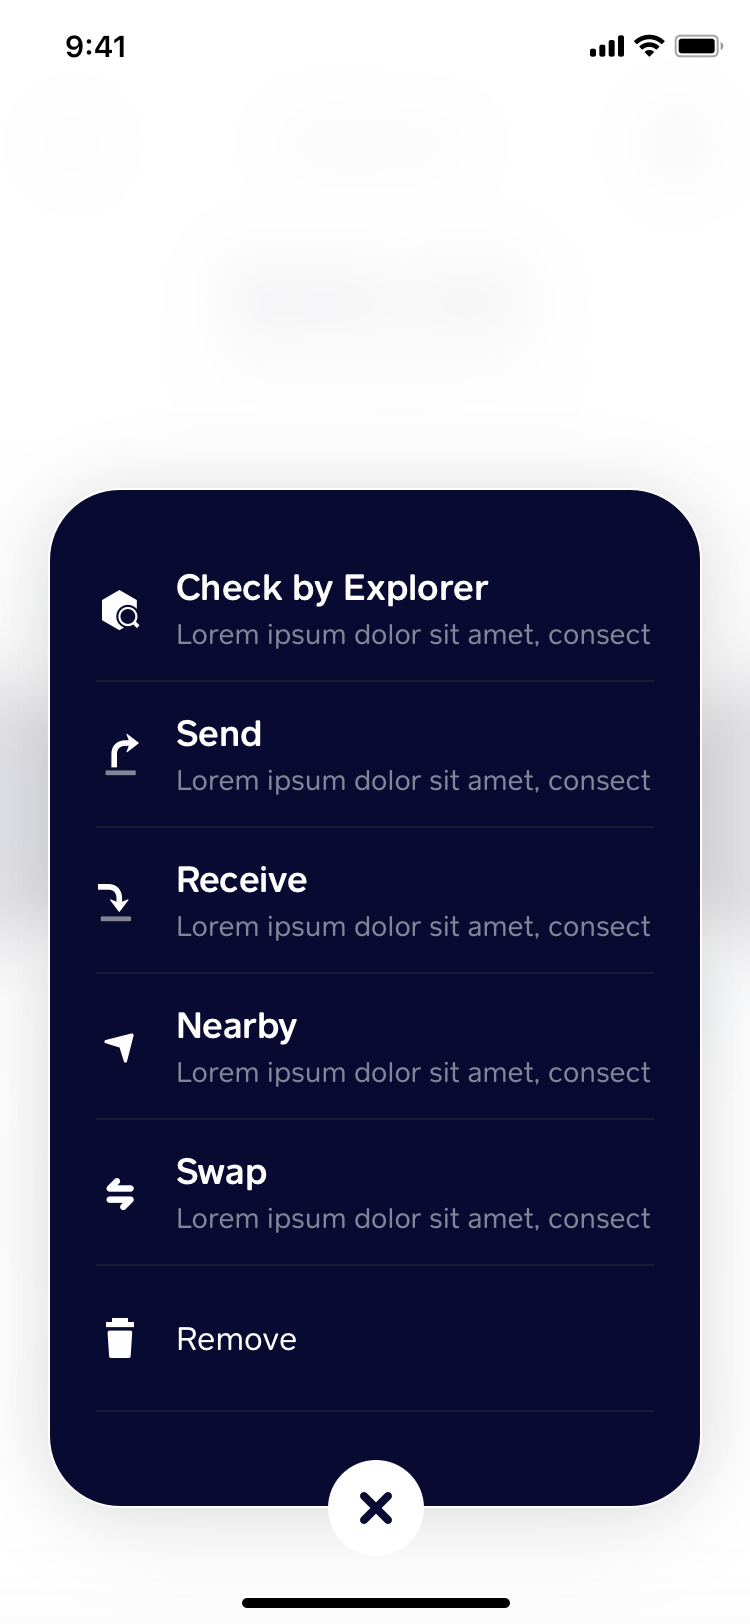 9:41
Check by Explorer
Lorem ipsum dolor sit amet, consect
Send
Lorem ipsum dolor sit amet, consect
Receive
Lorem ipsum dolor sit amet, consect
Nearby
Lorem ipsum dolor sit amet, consect
Swap
Lorem ipsum dolor sit amet, consect
Remove